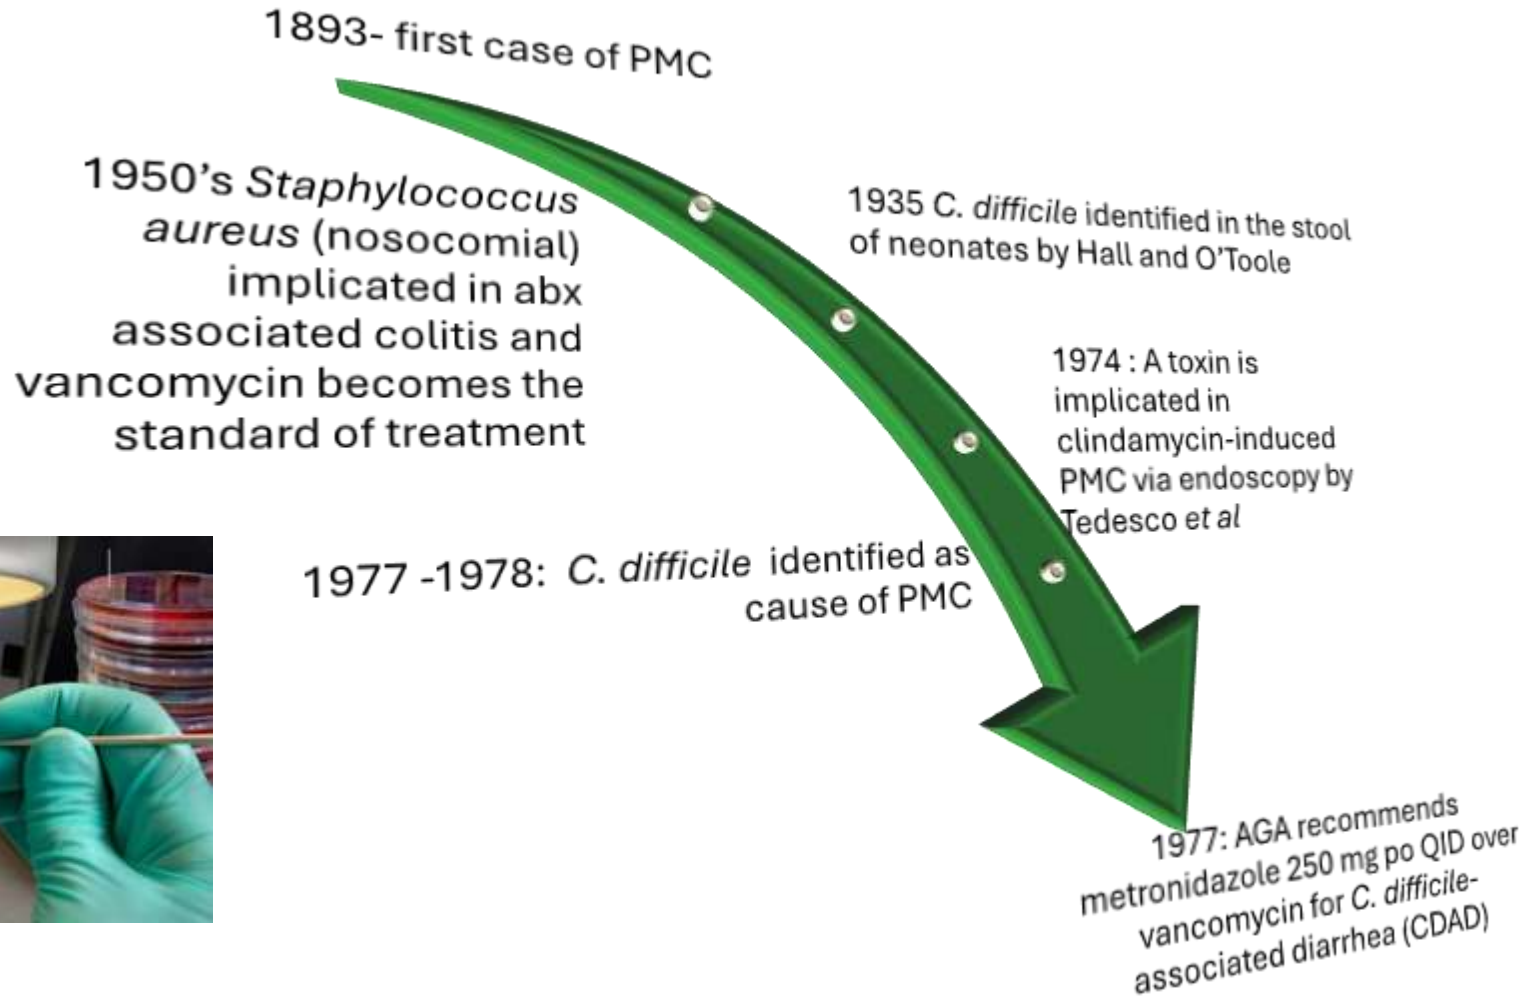 1893- first case of PMC
1935 C. difficile identified in the stool
of neonates by Hall and O’Toole
1950’s Staphylococcus
aureus (nosocomial)
implicated in abx
associated colitis and
vancomycin becomes the
standard of treatment
1974 : A toxin is
implicated in
clindamycin-induced
PMC via endoscopy by
Tedesco et al
1977 -1978: C. difficile identified as
cause of PMC
1977: AGA recommends
metronidazole 250 mg po QID over
vancomycin for C. difficile-
associated diarrhea (CDAD)